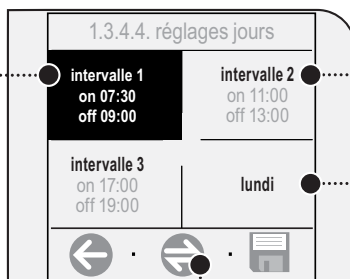 1.3.4.4. réglages jours
intervalle 1
on 07:30
off 09:00
intervalle 2
on 11:00
off 13:00
intervalle 3
on 17:00
off 19:00
lundi